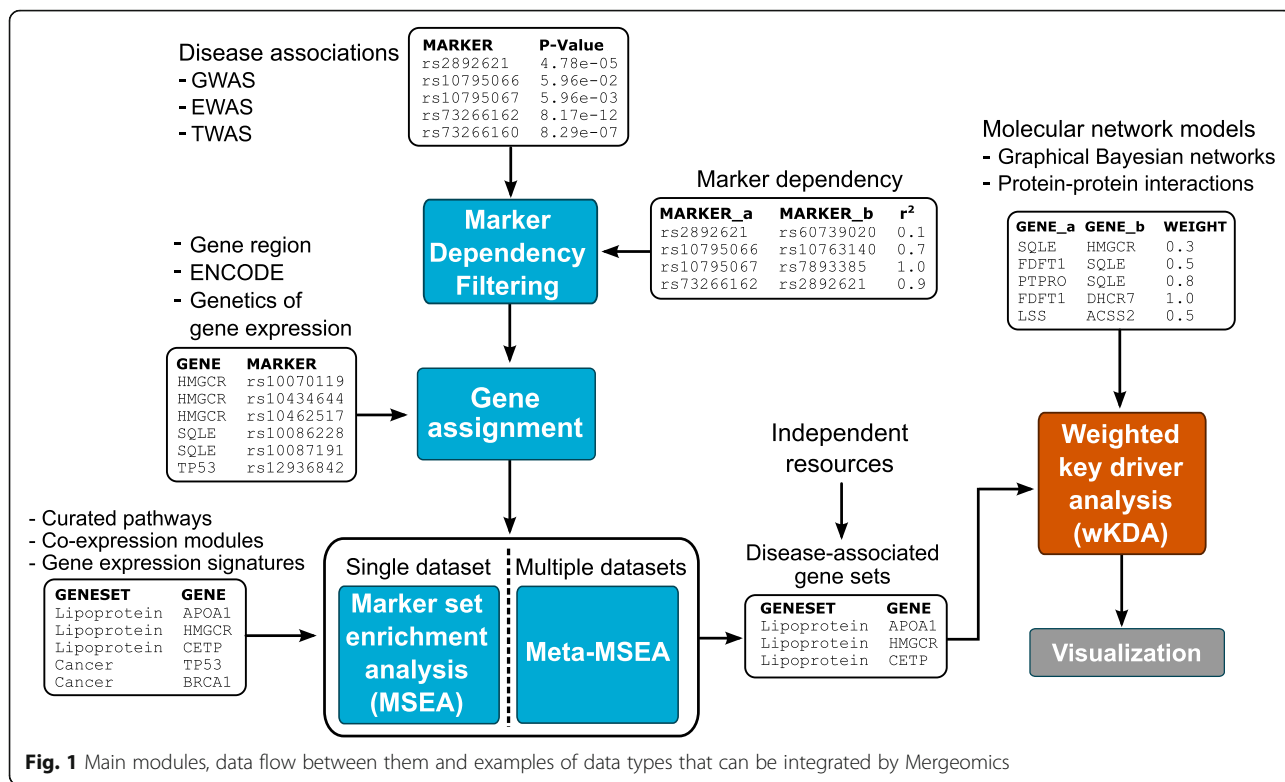 Disease associations
- GWAS
- EWAS
- TWAS
MARKER P-Value
rs2892621 4.78e-05
rs10795066 5.96e-02
rs10795067 5.96e-03
rs73266162 8.17e-12
rs73266160 8.29e-07
Molecular network models
- Graphical Bayesian networks
- Protein-protein interactions
Marker dependency
MARKER_a MARKER_b r²
rs2892621 rs60739020 0.1
rs10795066 rs10763140 0.7
rs10795067 rs7893385 1.0
rs73266162 rs2892621 0.9
Marker
Dependency
Filtering
GENE_a GENE_b WEIGHT
SQLE HMGCR 0.3
FDFT1 SQLE 0.5
PTPRO SQLE 0.8
FDFT1 DHCR7 1.0
LSS ACSS2 0.5
- Gene region
- ENCODE
- Genetics of
gene expression
GENE MARKER
HMGCR rs10070119
HMGCR rs10434644
HMGCR rs10462517
SQLE rs10086228
SQLE rs10087191
TP53 rs12936842
Gene
assignment
Independent
resources
Weighted
key driver
analysis
(wKDA)
- Curated pathways
- Co-expression modules
- Gene expression signatures
GENESET GENE
Lipoprotein APOA1
Lipoprotein HMGCR
Lipoprotein CETP
Cancer TP53
Cancer BRCA1
Single dataset
Marker set
enrichment
analysis
(MSEA)
Multiple datasets
Meta-MSEA
Disease-associated
gene sets
GENESET GENE
Lipoprotein APOA1
Lipoprotein HMGCR
Lipoprotein CETP
Visualization
Fig. 1 Main modules, data flow between them and examples of data types that can be integrated by Mergeomics